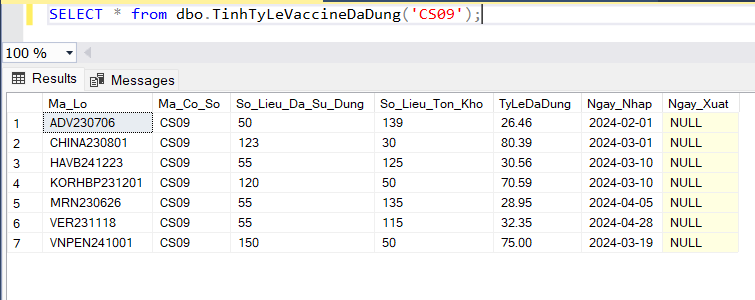 SELECT * from dbo.TinhTyLeVaccineDaDung('CS09');
100 %
Results Messages
Ma_Lo Ma_Co_So So_Lieu_Da_Su_Dung So_Lieu_Ton_Kho TyLeDaDung Ngay_Nhap Ngay_Xuat
1 ADV230706 CS09 50 139 26.46 2024-02-01 NULL
2 CHINA230801 CS09 123 30 80.39 2024-03-01 NULL
3 HAVB241223 CS09 55 125 30.56 2024-03-10 NULL
4 KORHBP231201 CS09 120 50 70.59 2024-03-10 NULL
5 MRN230626 CS09 55 135 28.95 2024-04-05 NULL
6 VER231118 CS09 55 115 32.35 2024-04-28 NULL
7 VNPEN241001 CS09 150 50 75.00 2024-03-19 NULL